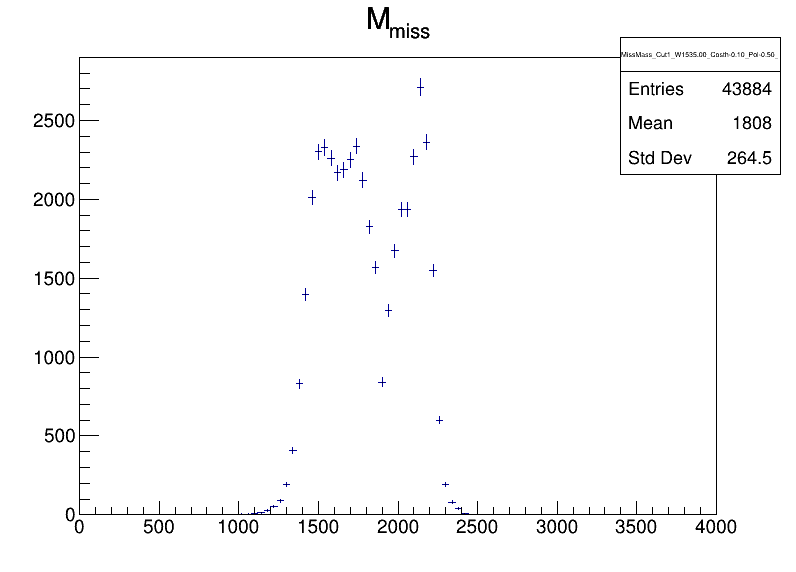 M_miss
MissMass_Cut1_W1535.00_Costh-0.10_Pol-0.50_
Entries 43884
Mean 1808
Std Dev 264.5
2500
2000
1500
1000
500
0
0 500 1000 1500 2000 2500 3000 3500 4000